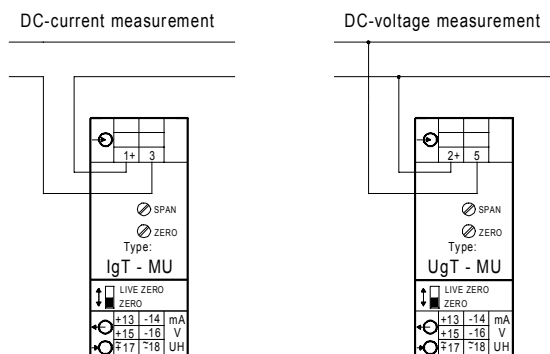 DC-current measurement
1+ 3
SPAN
ZERO
Type:
IgT - MU
LIVE ZERO
ZERO
+13 -14 mA
+15 -16 V
~+17 ~-18 UH
DC-voltage measurement
2+ 5
SPAN
ZERO
Type:
UgT - MU
LIVE ZERO
ZERO
+13 -14 mA
+15 -16 V
~+17 ~-18 UH